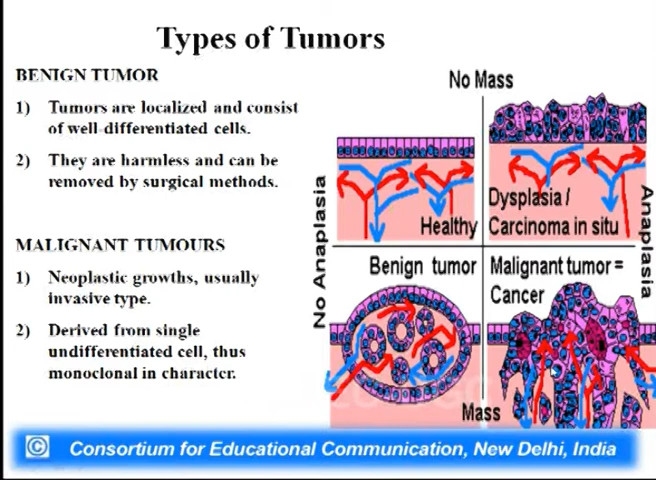 Types of Tumors
BENIGN TUMOR
1) Tumors are localized and consist
of well-differentiated cells.
2) They are harmless and can be
removed by surgical methods.
MALIGNANT TUMOURS
1) Neoplastic growths, usually
invasive type.
2) Derived from single
undifferentiated cell, thus
monoclonal in character.
No Mass
No Anaplasia
Healthy
Dysplasia /
Carcinoma in situ
Anaplasia
Benign tumor
Malignant tumor =
Cancer
Mass
© Consortium for Educational Communication, New Delhi, India